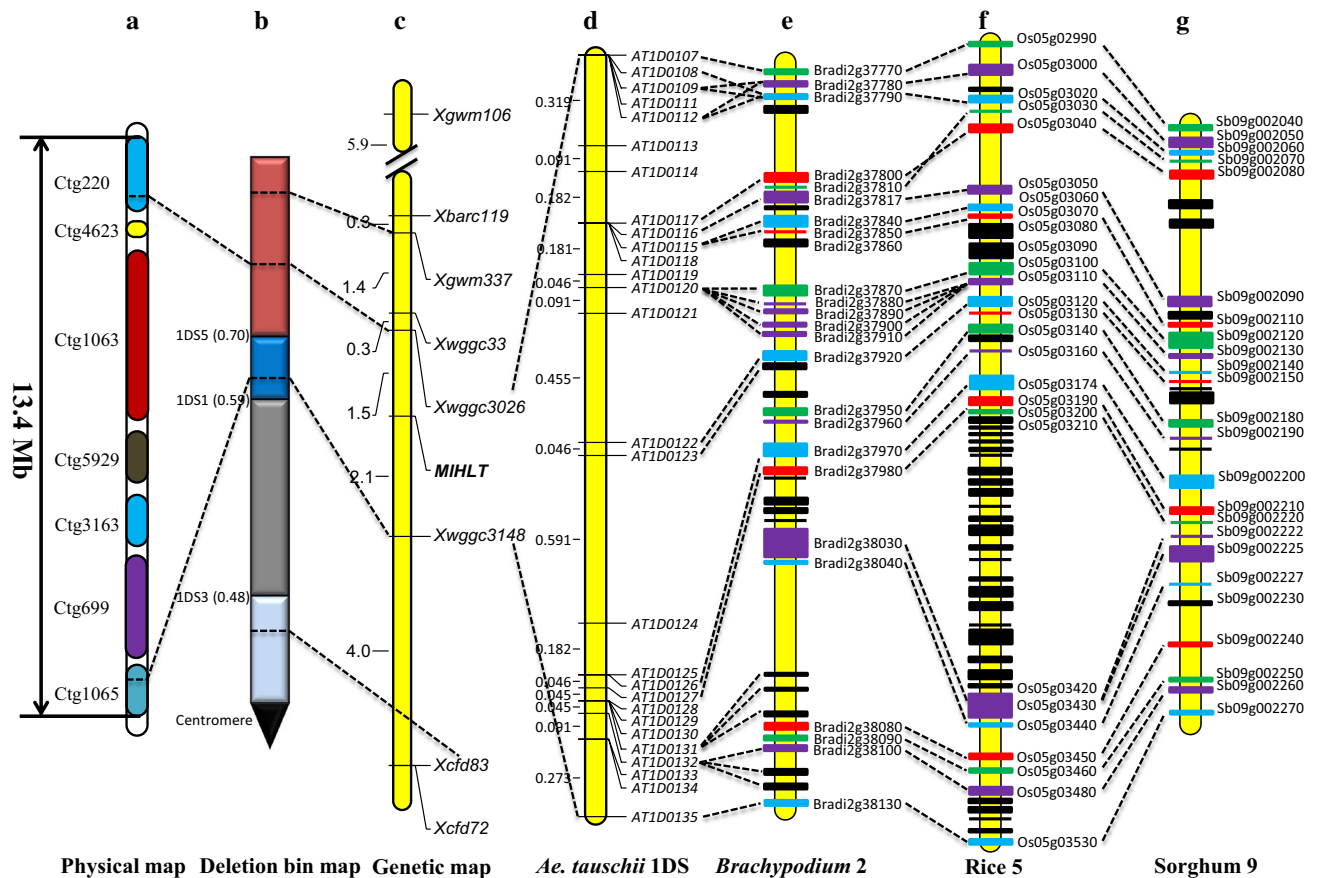 a
b
c
d
e
f
g
13.4 Mb
Ctg220
Ctg4623
Ctg1063
Ctg5929
Ctg3163
Ctg699
Ctg1065
1DS5 (0.70)
1DS1 (0.59)
1DS3 (0.48)
Centromere
5.9
0.3
1.4
0.3
1.5
2.1
4.0
Xgwm106
Xbarc119
Xgwm337
Xwggc33
Xwggc3026
MlHLT
Xwggc3148
Xcfd83
Xcfd72
0.319
0.091
0.182
0.181
0.046
0.091
0.455
0.046
0.591
0.182
0.046
0.045
0.045
0.091
0.273
AT1D0107
AT1D0108
AT1D0109
AT1D0111
AT1D0112
AT1D0113
AT1D0114
AT1D0117
AT1D0116
AT1D0115
AT1D0118
AT1D0119
AT1D0120
AT1D0121
AT1D0122
AT1D0123
AT1D0124
AT1D0125
AT1D0126
AT1D0127
AT1D0128
AT1D0129
AT1D0130
AT1D0131
AT1D0132
AT1D0133
AT1D0134
AT1D0135
Bradi2g37770
Bradi2g37780
Bradi2g37790
Bradi2g37800
Bradi2g37810
Bradi2g37817
Bradi2g37840
Bradi2g37850
Bradi2g37860
Bradi2g37870
Bradi2g37880
Bradi2g37890
Bradi2g37900
Bradi2g37910
Bradi2g37920
Bradi2g37950
Bradi2g37960
Bradi2g37970
Bradi2g37980
Bradi2g38030
Bradi2g38040
Bradi2g38080
Bradi2g38090
Bradi2g38100
Bradi2g38130
Os05g02990
Os05g03000
Os05g03020
Os05g03030
Os05g03040
Os05g03050
Os05g03060
Os05g03070
Os05g03080
Os05g03090
Os05g03100
Os05g03110
Os05g03120
Os05g03130
Os05g03140
Os05g03160
Os05g03174
Os05g03190
Os05g03200
Os05g03210
Os05g03420
Os05g03430
Os05g03440
Os05g03450
Os05g03460
Os05g03480
Os05g03530
Sb09g002040
Sb09g002050
Sb09g002060
Sb09g002070
Sb09g002080
Sb09g002090
Sb09g002110
Sb09g002120
Sb09g002130
Sb09g002140
Sb09g002150
Sb09g002180
Sb09g002190
Sb09g002200
Sb09g002210
Sb09g002220
Sb09g002222
Sb09g002225
Sb09g002227
Sb09g002230
Sb09g002240
Sb09g002250
Sb09g002260
Sb09g002270
Physical map
Deletion bin map
Genetic map
Ae. tauschii 1DS
Brachypodium 2
Rice 5
Sorghum 9